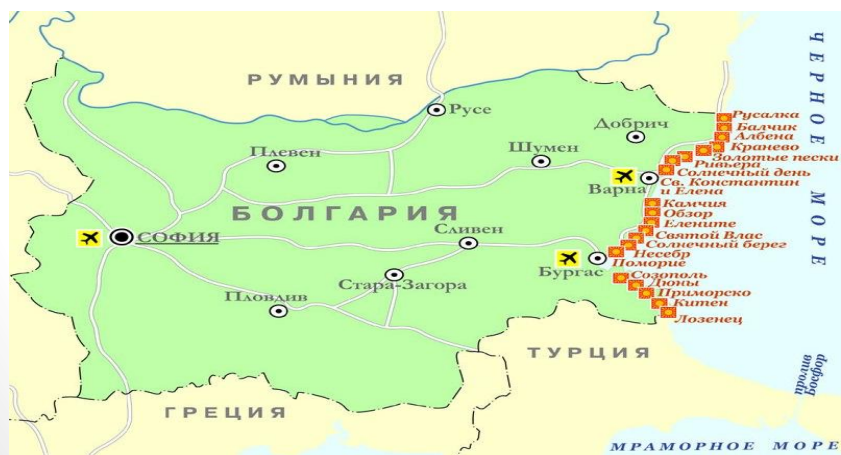 РУМЫНИЯ
ЧЕРНОЕ МОРЕ
Русе
Добрич
Русалка
Балчик
Албена
Кранево
Золотые пески
Ривьера
Солнечный день
Св. Константин
и Елена
Плевен
Шумен
Варна
БОЛГАРИЯ
Камчия
Обзор
Елените
Святой Влас
Солнечный берег
Несебр
Поморие
СОФИЯ
Сливен
Бургас
Стара-Загора
Пловдив
Созополь
Дюны
Приморско
Китен
Лозенец
ТУРЦИЯ
ГРЕЦИЯ
пролив
Босфор
МРАМОРНОЕ МОРЕ